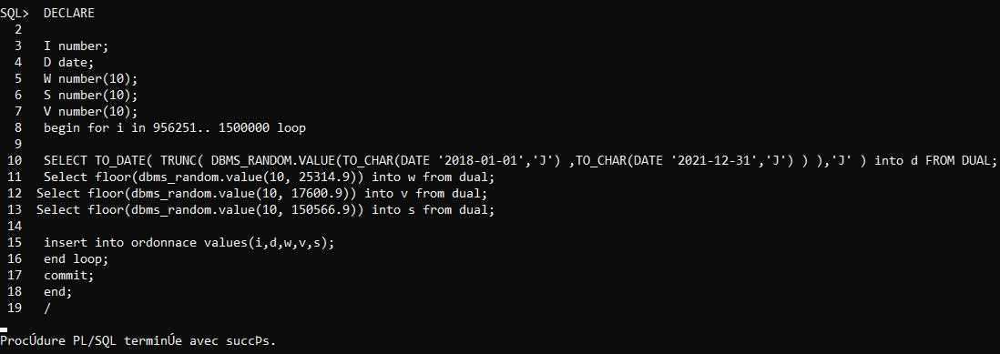 SQL>  DECLARE
  2
  3   I number;
  4   D date;
  5   W number(10);
  6   S number(10);
  7   V number(10);
  8   begin for i in 956251.. 1500000 loop
  9
 10   SELECT TO_DATE( TRUNC( DBMS_RANDOM.VALUE(TO_CHAR(DATE '2018-01-01','J') ,TO_CHAR(DATE '2021-12-31','J') ) ),'J' ) into d FROM DUAL;
 11   Select floor(dbms_random.value(10, 25314.9)) into w from dual;
 12  Select floor(dbms_random.value(10, 17600.9)) into v from dual;
 13  Select floor(dbms_random.value(10, 150566.9)) into s from dual;
 14
 15   insert into ordonnace values(i,d,w,v,s);
 16   end loop;
 17   commit;
 18   end;
 19   /
ProcÚdure PL/SQL terminÚe avec succÞs.